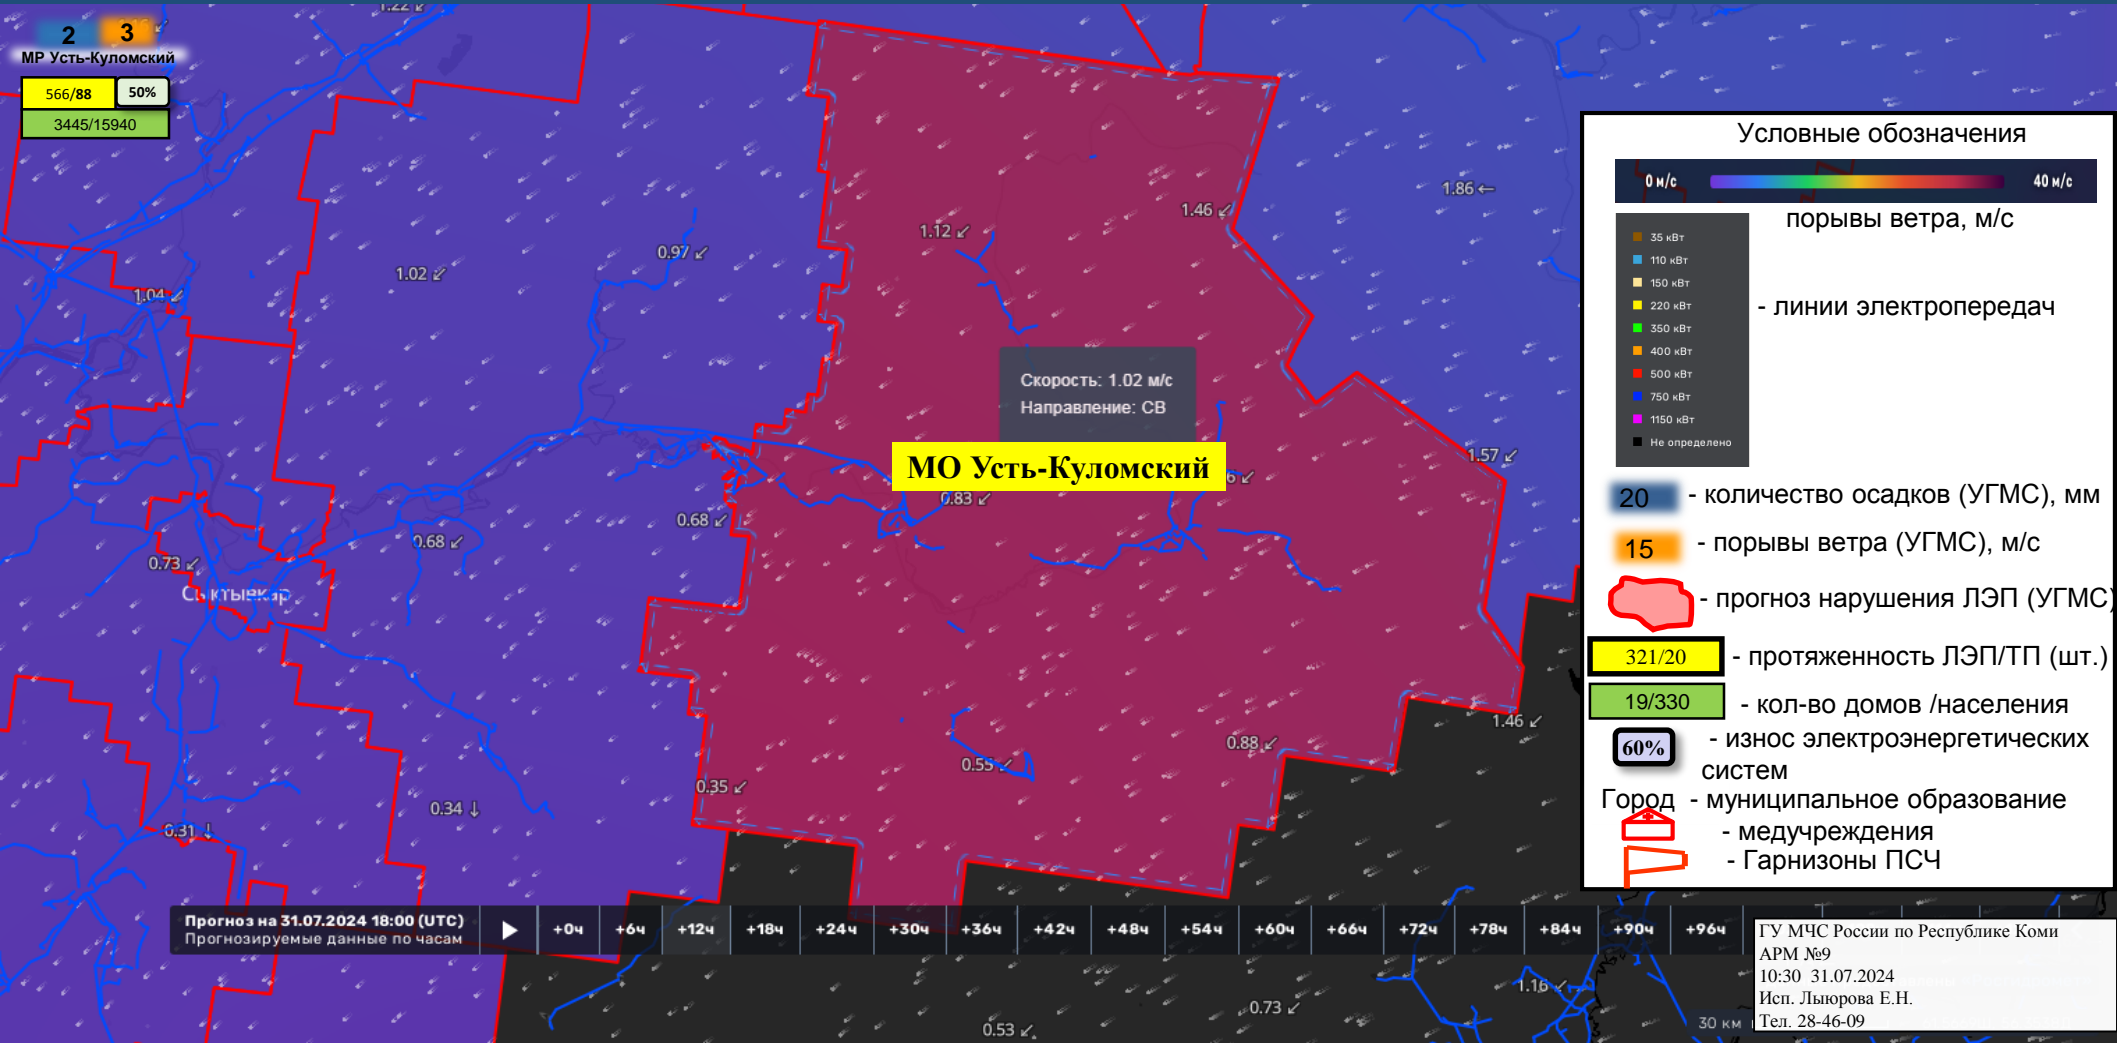 1.22 ↙
2 3
МР Усть-Куломский
566/88 50%
3445/15940
1.04 ↙
1.02 ↙
0.97 ↙
1.12 ↙
1.46 ↙
1.86 ←
Скорость: 1.02 м/с
Направление: СВ
МО Усть-Куломский
1.57 ↙
6 ↙
0.83 ↙
0.68 ↙
0.68 ↙
0.73 ↙
Сыктывкар
1.46 ↙
0.88 ↙
0.55 ↙
0.35 ↙
0.34 ↓
0.31 ↓
Условные обозначения
0 м/с 40 м/с
порывы ветра, м/с
35 кВт
110 кВт
150 кВт
220 кВт
350 кВт
400 кВт
500 кВт
750 кВт
1150 кВт
Не определено
- линии электропередач
20 - количество осадков (УГМС), мм
15 - порывы ветра (УГМС), м/с
- прогноз нарушения ЛЭП (УГМС)
321/20 - протяженность ЛЭП/ТП (шт.)
19/330 - кол-во домов /населения
60% - износ электроэнергетических
систем
Город - муниципальное образование
- медучреждения
- Гарнизоны ПСЧ
Прогноз на 31.07.2024 18:00 (UTC)
Прогнозируемые данные по часам
+0ч +6ч +12ч +18ч +24ч +30ч +36ч +42ч +48ч +54ч +60ч +66ч +72ч +78ч +84ч +90ч +96ч
1.16 ↙
0.73 ↙
0.53 ↙
30 км
ГУ МЧС России по Республике Коми
АРМ №9
10:30 31.07.2024
Исп. Лыюрова Е.Н.
Тел. 28-46-09